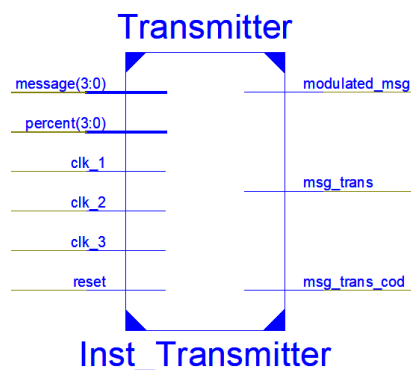 Transmitter
message(3:0)
modulated_msg
percent(3:0)
clk_1
msg_trans
clk_2
clk_3
reset
msg_trans_cod
Inst_Transmitter